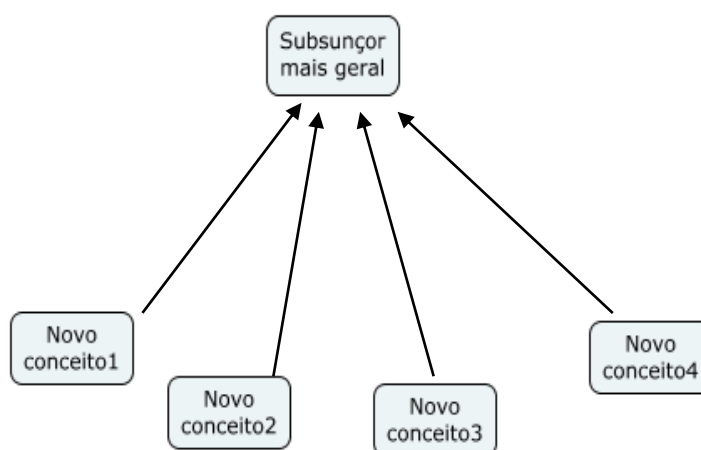 Subsunçor
mais geral
Novo
conceito1
Novo
conceito2
Novo
conceito3
Novo
conceito4